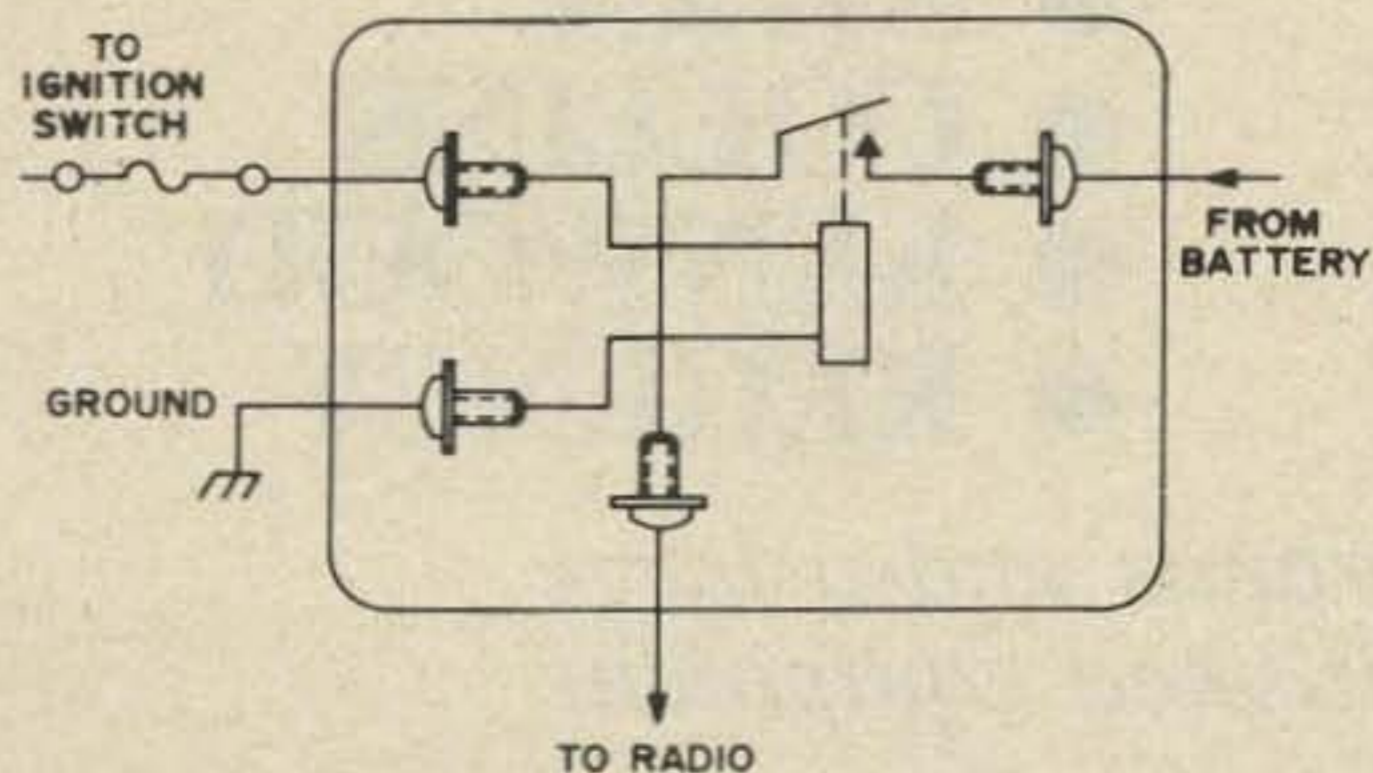 TO
IGNITION
SWITCH
FROM
BATTERY
GROUND
TO RADIO